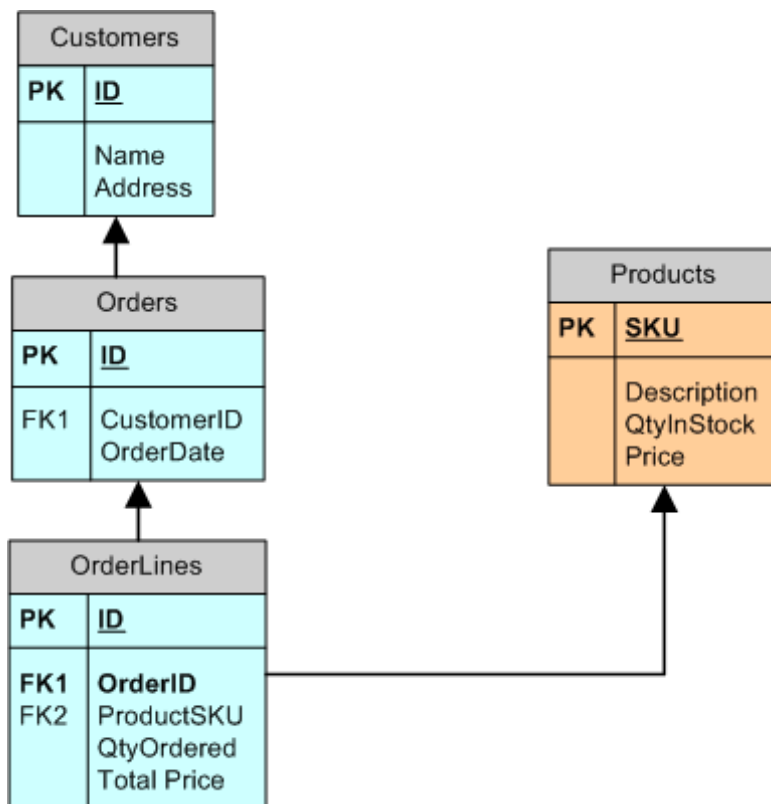 Customers
PK ID
Name
Address
Orders
PK ID
FK1 CustomerID
OrderDate
OrderLines
PK ID
FK1 OrderID
FK2 ProductSKU
QtyOrdered
Total Price
Products
PK SKU
Description
QtyInStock
Price